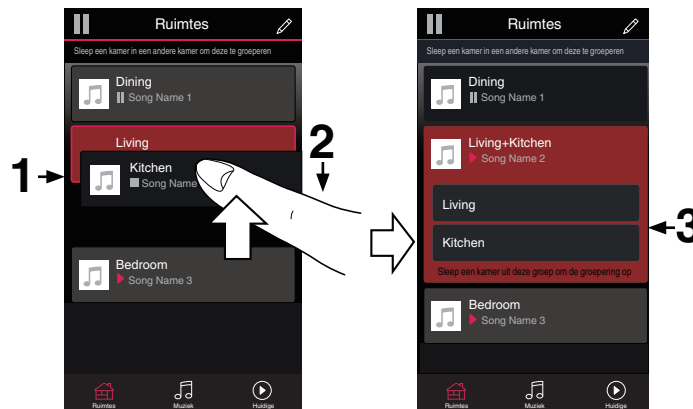 Ruimtes
Sleep een kamer in een andere kamer om deze te groeperen
Dining
Song Name 1
Living
Kitchen
Song Name
Bedroom
Song Name 3
Ruimtes
Muziek
Huidige
1
2
Ruimtes
Sleep een kamer in een andere kamer om deze te groeperen
Dining
Song Name 1
Living+Kitchen
Song Name 2
Living
Kitchen
Sleep een kamer uit deze groep om de groepering op
Bedroom
Song Name 3
Ruimtes
Muziek
Huidige
3